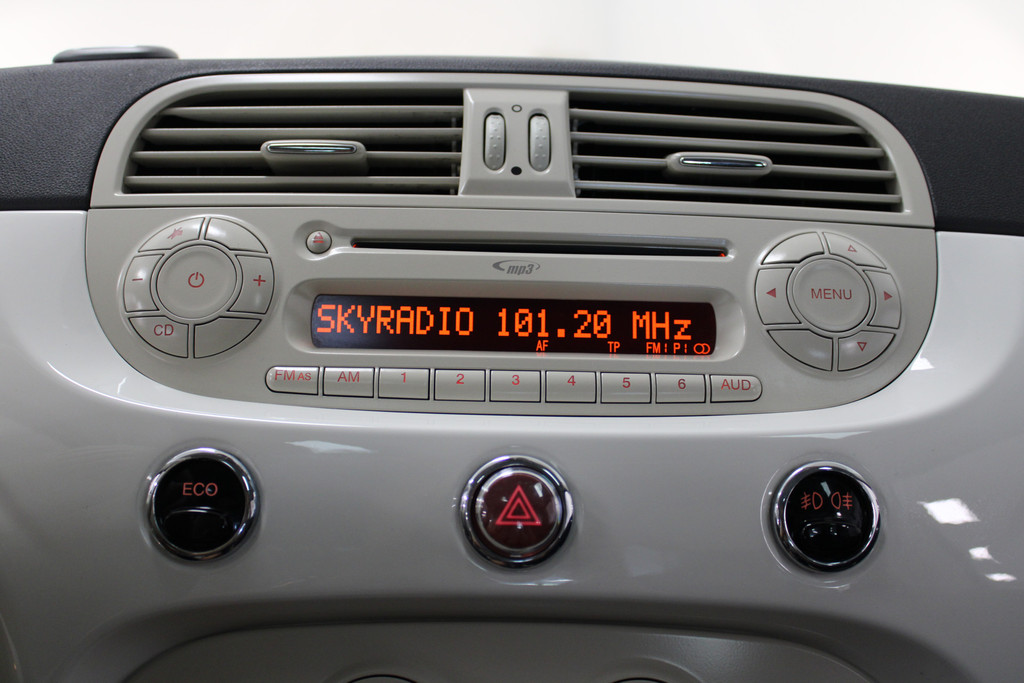 mp3
SKYRADIO 101.20 MHz
AF TP FM
- + CD
MENU
FM AS AM 1 2 3 4 5 6 AUD
ECO